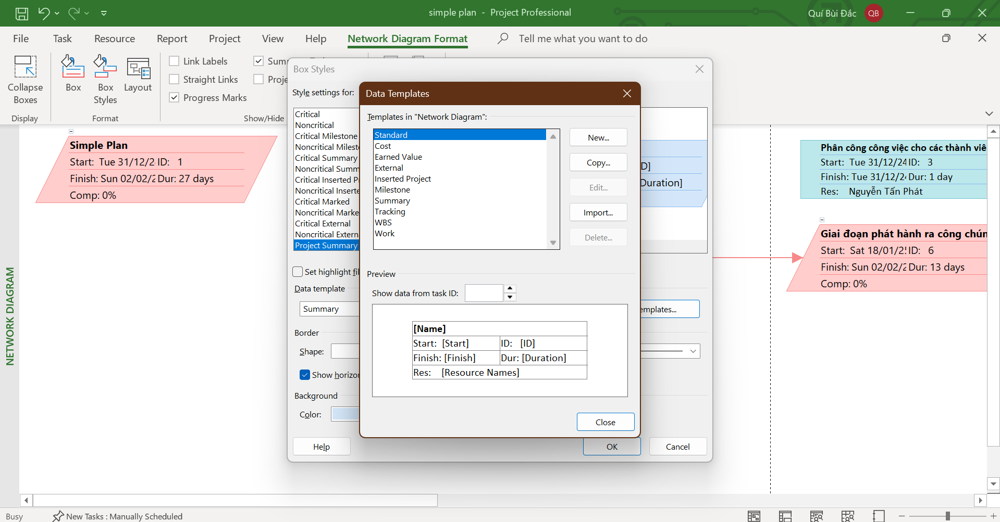 simple plan - Project Professional
Quí Bùi Đắc QB
File Task Resource Report Project View Help Network Diagram Format Tell me what you want to do
Collapse Boxes
Box
Box Styles
Layout
Link Labels
Straight Links
Progress Marks
Display
Format
Show/Hide
Box Styles
Style settings for:
Critical
Noncritical
Critical Milestone
Noncritical Milest
Critical Summary
Noncritical Summ
Critical Inserted P
Noncritical Inserte
Critical Marked
Noncritical Marke
Critical External
Noncritical Extern
Project Summary
Set highlight fil
Data template
Summary
emplates...
Border
Shape:
Show horizon
Background
Color:
Help
OK
Cancel
D]
Duration]
Data Templates
Templates in "Network Diagram":
Standard
Cost
Earned Value
External
Inserted Project
Milestone
Summary
Tracking
WBS
Work
New...
Copy...
Edit...
Import...
Delete...
Preview
Show data from task ID:
[Name]
Start: [Start] ID: [ID]
Finish: [Finish] Dur: [Duration]
Res: [Resource Names]
Close
Simple Plan
Start: Tue 31/12/2 ID: 1
Finish: Sun 02/02/2 Dur: 27 days
Comp: 0%
Phân công công việc cho các thành viê
Start: Tue 31/12/24 ID: 3
Finish: Tue 31/12/24 Dur: 1 day
Res: Nguyễn Tấn Phát
Giai đoạn phát hành ra công chún
Start: Sat 18/01/2 ID: 6
Finish: Sun 02/02/2 Dur: 13 days
Comp: 0%
NETWORK DIAGRAM
Busy
New Tasks : Manually Scheduled